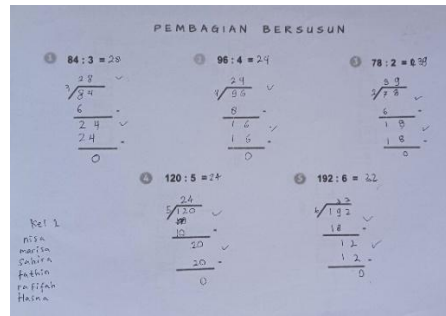 PEMBAGIAN BERSUSUN
1 84 : 3 = 28
28
3 84
6 -
24
24 -
0
2 96 : 4 = 24
24
4 96
8 -
16
16 -
0
3 78 : 2 = 39
39
2 78
6 -
18
18 -
0
4 120 : 5 = 24
24
5 120
10 -
20
20 -
0
5 192 : 6 = 32
32
6 192
18 -
12
12 -
0
Kel 2
nisa
marisa
Sahira
fathin
rafifah
Hasna